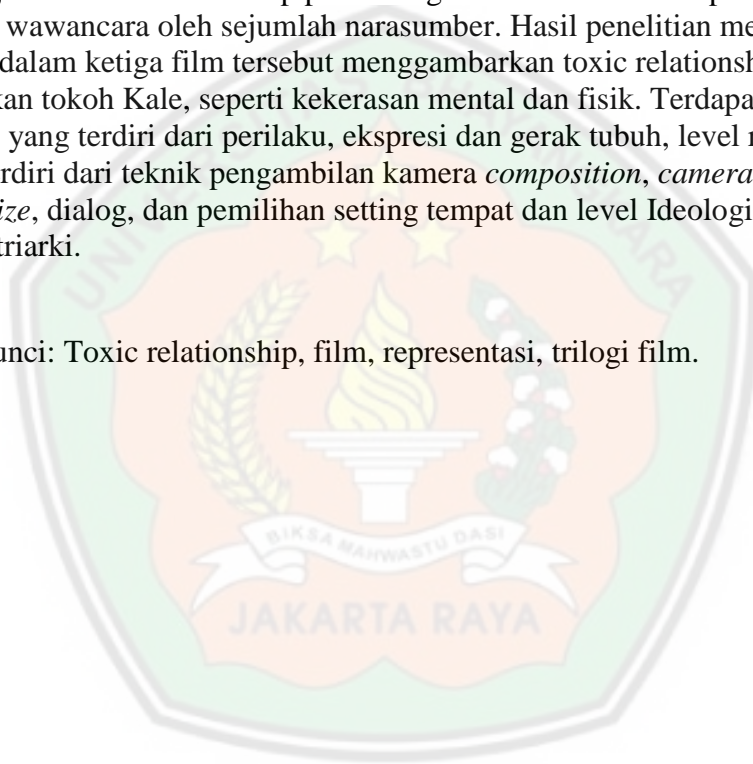 wawancara oleh sejumlah narasumber. Hasil penelitian me
dalam ketiga film tersebut menggambarkan toxic relationsh
kan tokoh Kale, seperti kekerasan mental dan fisik. Terdapa
yang terdiri dari perilaku, ekspresi dan gerak tubuh, level
rdiri dari teknik pengambilan kamera composition, camera
ize, dialog, dan pemilihan setting tempat dan level Ideologi
triarki.
unci: Toxic relationship, film, representasi, trilogi film.
UNIVERSITAS BHAYANGKARA
BIKSA MAHWASTU DASI
JAKARTA RAYA